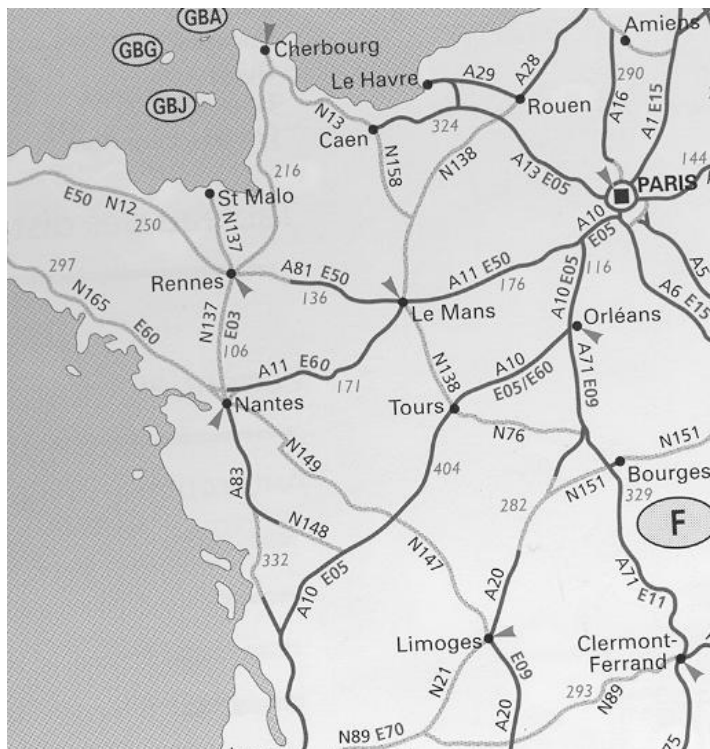 GBA
Amiens
GBG
Cherbourg
Le Havre
A29
A28
290
A16
A1 E15
GBJ
Rouen
N13
Caen
324
N138
N158
A13 E05
144
PARIS
216
E50
N12
250
St Malo
N137
A10
E05
116
A5
297
N165
Rennes
A81 E50
136
A11 E50
176
A10 E05
A6 E15
Le Mans
Orléans
N137
E03
E60
106
A11 E60
171
N138
A10
E05/E60
A71 E09
Nantes
Tours
N76
N151
N149
404
Bourges
A83
282
N151
329
F
N148
332
N147
A10 E05
A20
A71
E11
Limoges
Clermont-
Ferrand
E09
N21
293
N89
A20
N89 E70